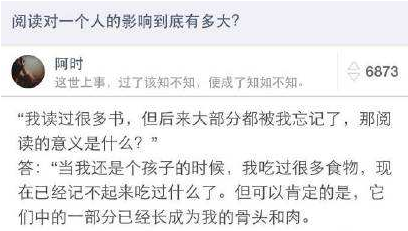 阅读对一个人的影响到底有多大?
阿时
这世上事，过了该知不知，便成了知如不知。
6873
“我读过很多书，但后来大部分都被我忘记了，那阅
读的意义是什么？”
答：“当我还是个孩子的时候，我吃过很多食物，现
在已经记不起来吃过什么了。但可以肯定的是，它
们中的一部分已经长成为我的骨头和肉。